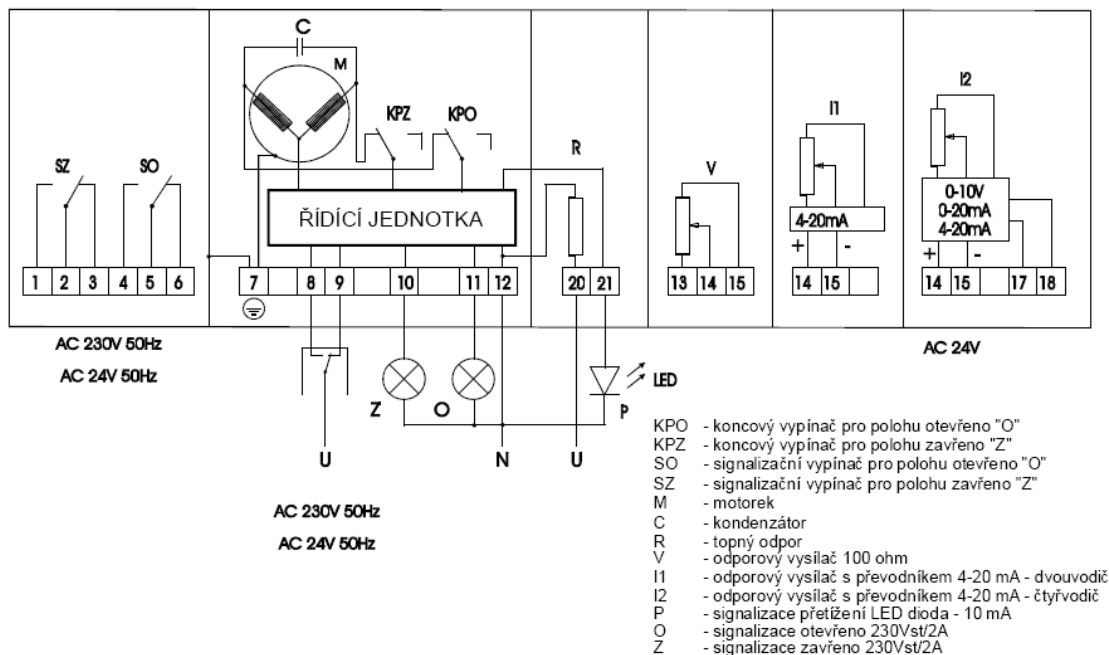 C
M
KPZ
KPO
R
SZ
SO
V
I1
I2
ŘÍDÍCÍ JEDNOTKA
4-20mA
+ -
0-10V
0-20mA
4-20mA
+ -
1 2 3 4 5 6
7 8 9 10 11 12
20 21
13 14 15
14 15
14 15 17 18
AC 230V 50Hz
AC 24V 50Hz
AC 24V
Z
O
LED
P
U
N
U
AC 230V 50Hz
AC 24V 50Hz
KPO - koncový vypínač pro polohu otevřeno "O"
KPZ - koncový vypínač pro polohu zavřeno "Z"
SO - signalizační vypínač pro polohu otevřeno "O"
SZ - signalizační vypínač pro polohu zavřeno "Z"
M - motorek
C - kondenzátor
R - topný odpor
V - odporový vysílač 100 ohm
I1 - odporový vysílač s převodníkem 4-20 mA - dvouvodič
I2 - odporový vysílač s převodníkem 4-20 mA - čtyřvodič
P - signalizace přetížení LED dioda - 10 mA
O - signalizace otevřeno 230Vst/2A
Z - signalizace zavřeno 230Vst/2A